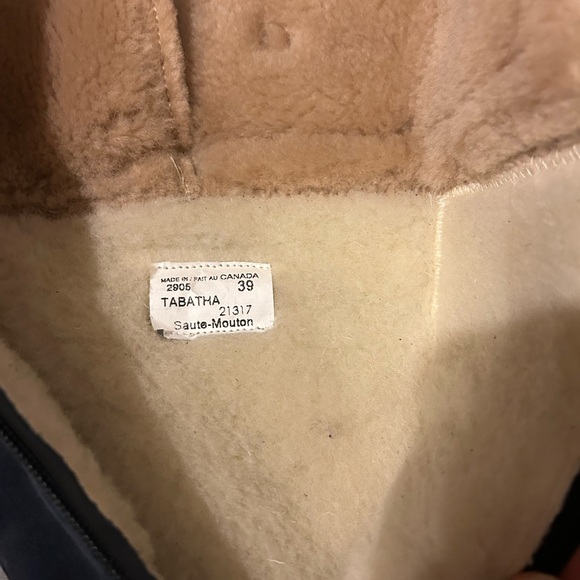 MADE IN / FAIT AU CANADA
2905 39
TABATHA
21317
Saute-Mouton